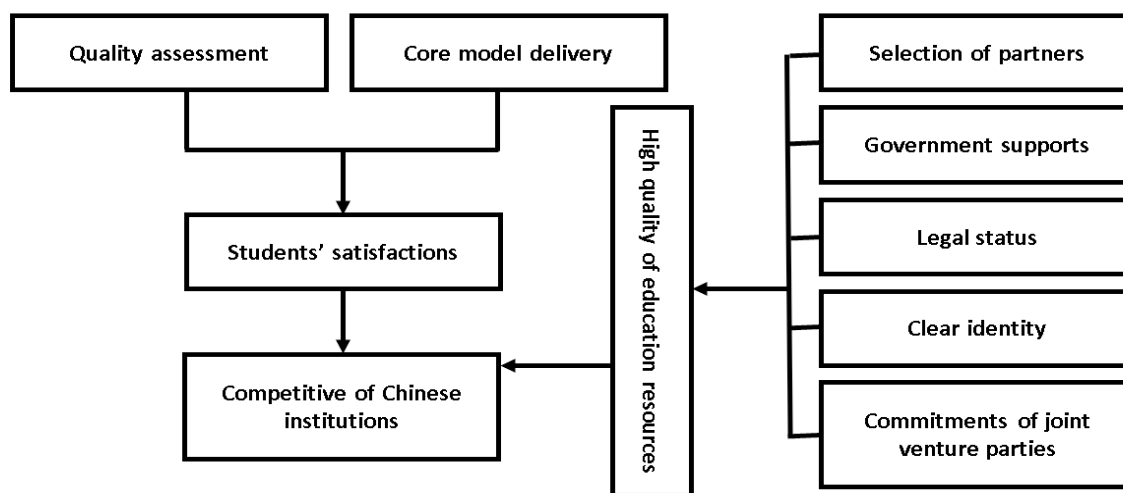 Quality assessment
Core model delivery
Students’ satisfactions
Competitive of Chinese
institutions
High quality of education resources
Selection of partners
Government supports
Legal status
Clear identity
Commitments of joint
venture parties